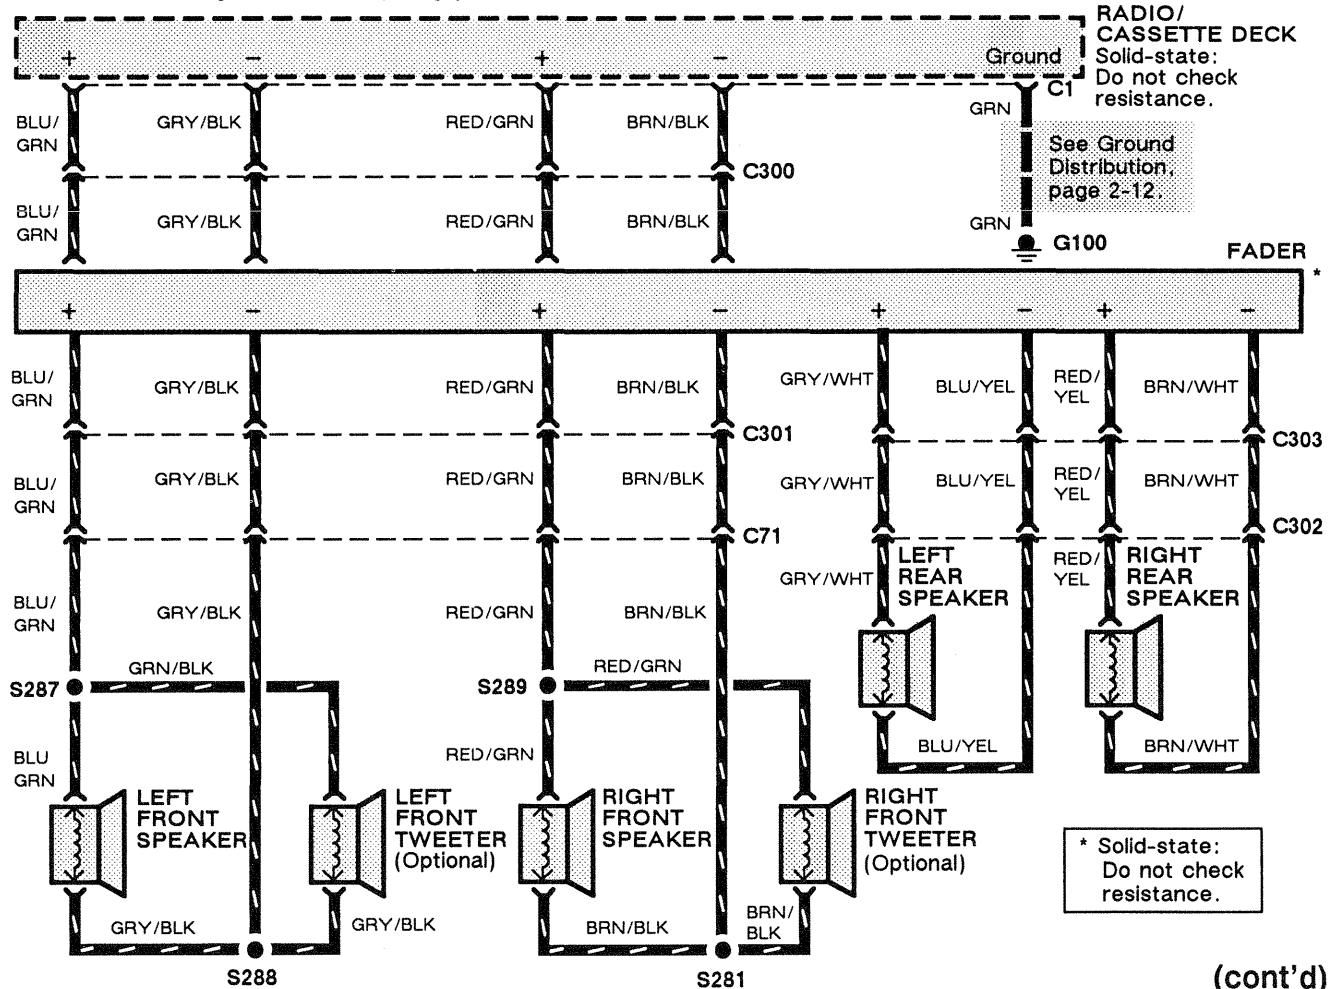 RADIO/
CASSETTE DECK
Solid-state:
Do not check
resistance.
+ − + − Ground
C1
BLU/
GRN
GRY/BLK
RED/GRN
BRN/BLK
GRN
See Ground
Distribution,
page 2-12.
C300
BLU/
GRN
GRY/BLK
RED/GRN
BRN/BLK
GRN
G100
FADER
*
+ − + − + − + −
BLU/
GRN
GRY/BLK
RED/GRN
BRN/BLK
GRY/WHT
BLU/YEL
RED/
YEL
BRN/WHT
C301
C303
BLU/
GRN
GRY/BLK
RED/GRN
BRN/BLK
GRY/WHT
BLU/YEL
RED/
YEL
BRN/WHT
C71
C302
GRY/WHT
LEFT
REAR
SPEAKER
RED/
YEL
RIGHT
REAR
SPEAKER
BLU/
GRN
GRY/BLK
RED/GRN
BRN/BLK
GRN/BLK
RED/GRN
S287
S289
BLU
GRN
RED/GRN
BLU/YEL
BRN/WHT
LEFT
FRONT
SPEAKER
LEFT
FRONT
TWEETER
(Optional)
RIGHT
FRONT
SPEAKER
RIGHT
FRONT
TWEETER
(Optional)
* Solid-state:
Do not check
resistance.
GRY/BLK
GRY/BLK
BRN/BLK
BRN/
BLK
S288
S281
(cont'd)